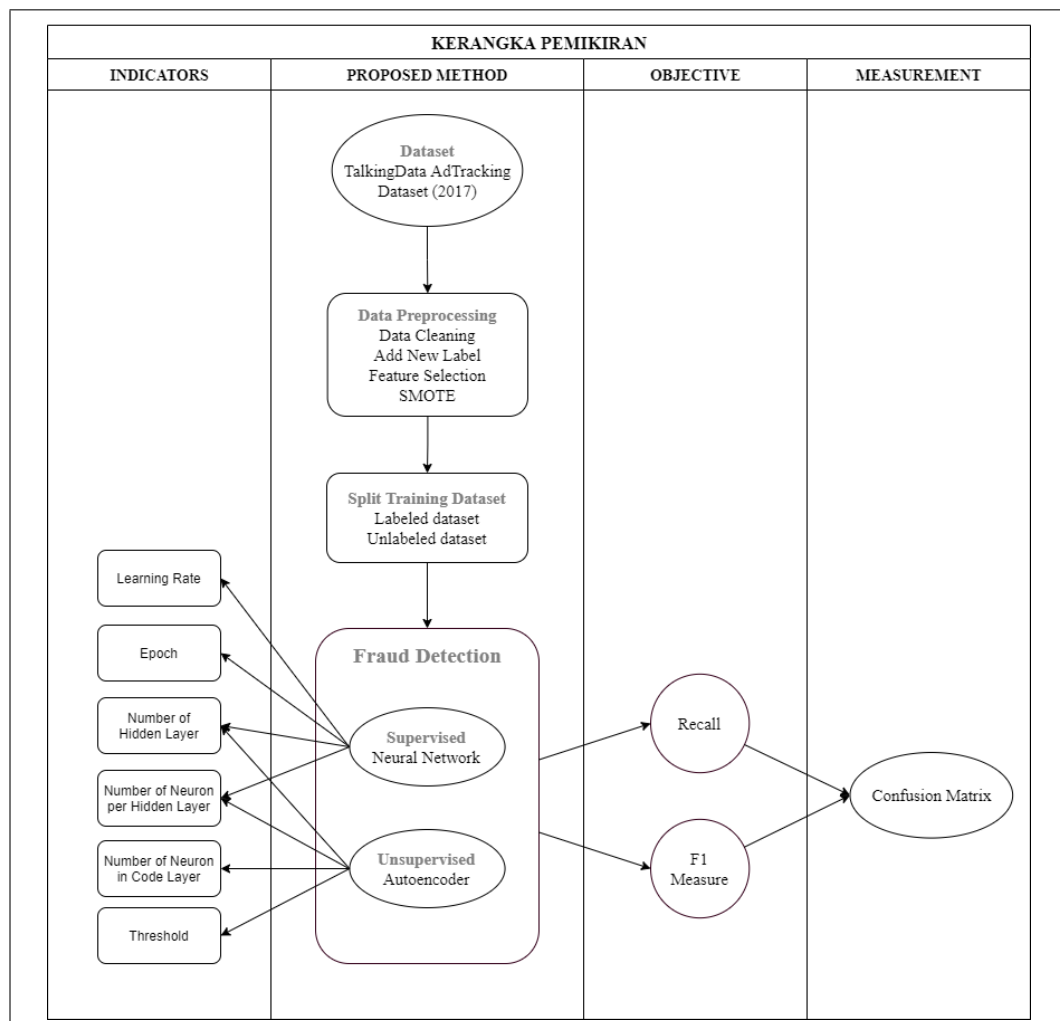 KERANGKA PEMIKIRAN
INDICATORS
PROPOSED METHOD
OBJECTIVE
MEASUREMENT
Dataset
TalkingData AdTracking
Dataset (2017)
Data Preprocessing
Data Cleaning
Add New Label
Feature Selection
SMOTE
Split Training Dataset
Labeled dataset
Unlabeled dataset
Learning Rate
Epoch
Number of
Hidden Layer
Number of Neuron
per Hidden Layer
Number of Neuron
in Code Layer
Threshold
Fraud Detection
Supervised
Neural Network
Unsupervised
Autoencoder
Recall
F1
Measure
Confusion Matrix